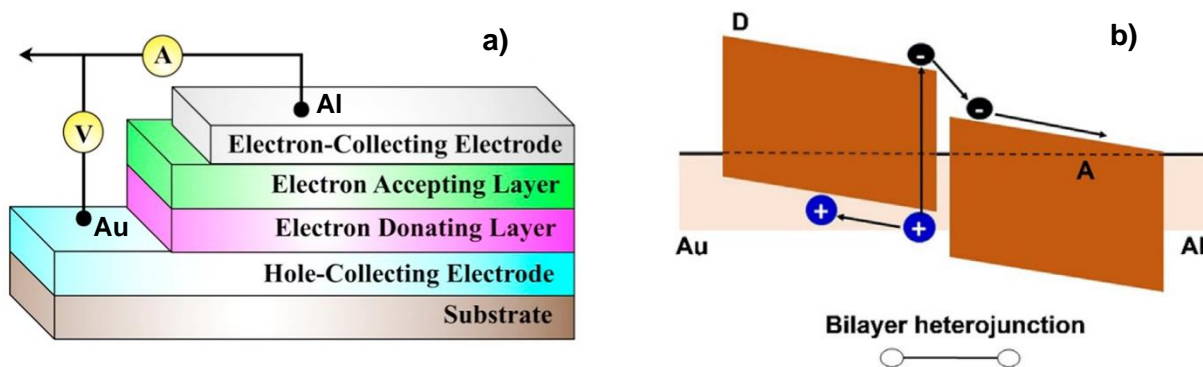 a)
A
Al
V
Electron-Collecting Electrode
Electron Accepting Layer
Au
Electron Donating Layer
Hole-Collecting Electrode
Substrate
b)
D
-
-
A
+
+
Au
Al
Bilayer heterojunction